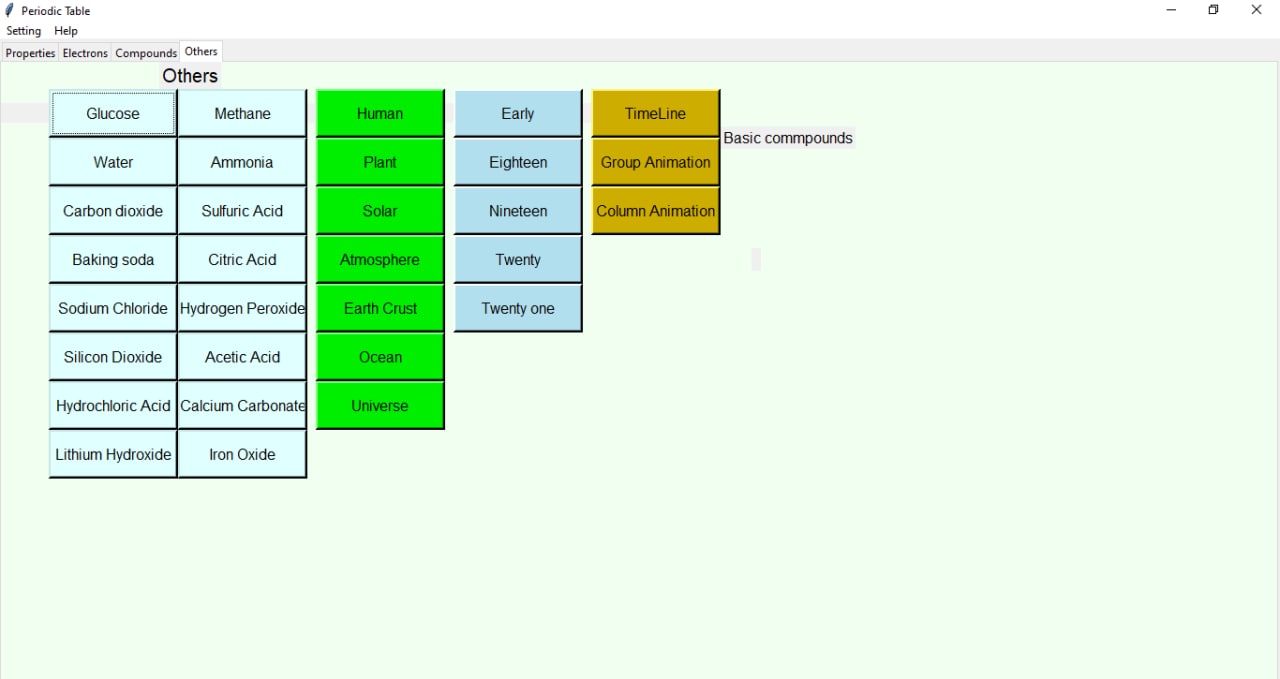 Periodic Table
Setting Help
Properties Electrons Compounds Others
Others
Glucose Methane Human Early TimeLine
Basic commpounds
Water Ammonia Plant Eighteen Group Animation
Carbon dioxide Sulfuric Acid Solar Nineteen Column Animation
Baking soda Citric Acid Atmosphere Twenty
Sodium Chloride Hydrogen Peroxide Earth Crust Twenty one
Silicon Dioxide Acetic Acid Ocean
Hydrochloric Acid Calcium Carbonate Universe
Lithium Hydroxide Iron Oxide